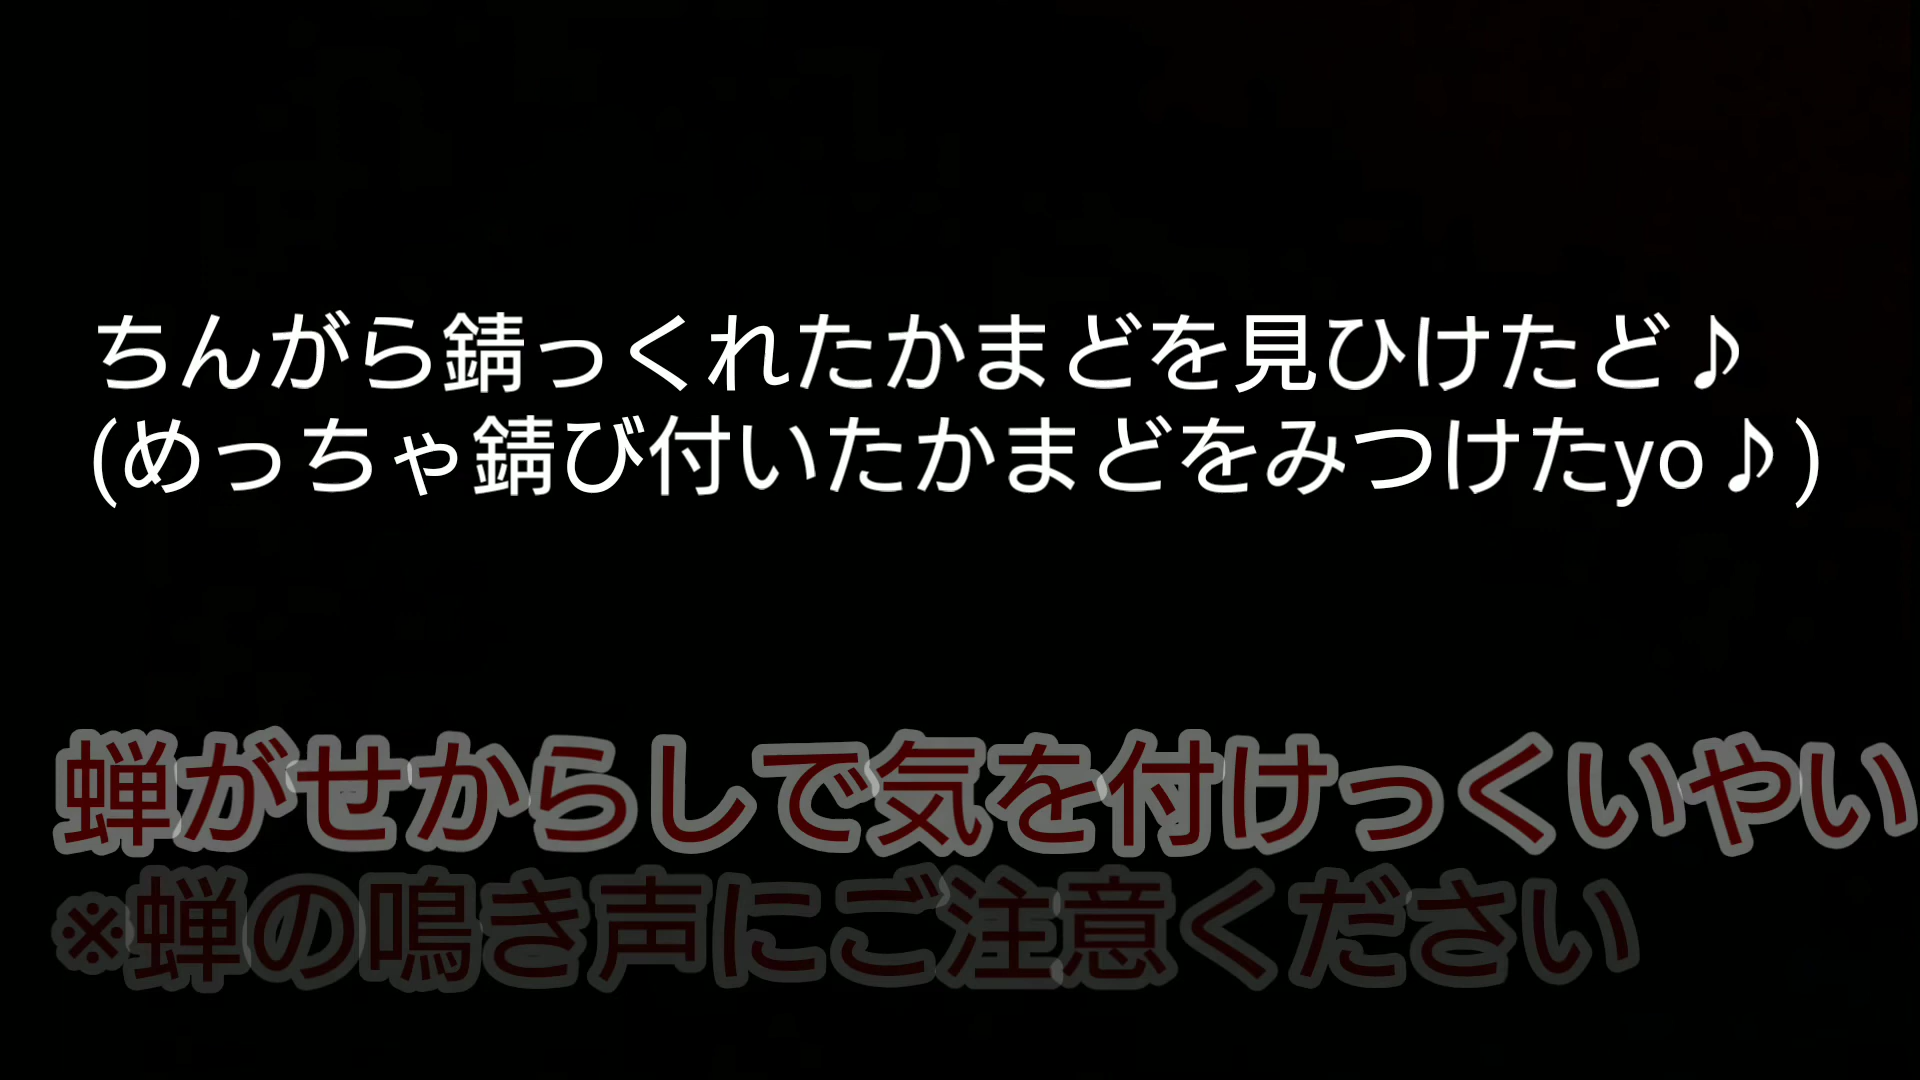 ちんがら錆っくれたかまどを見ひけたど♪
(めっちゃ錆び付いたかまどをみつけたyo♪)
蝉がせからしで気を付けっくいやい
※蝉の鳴き声にご注意ください